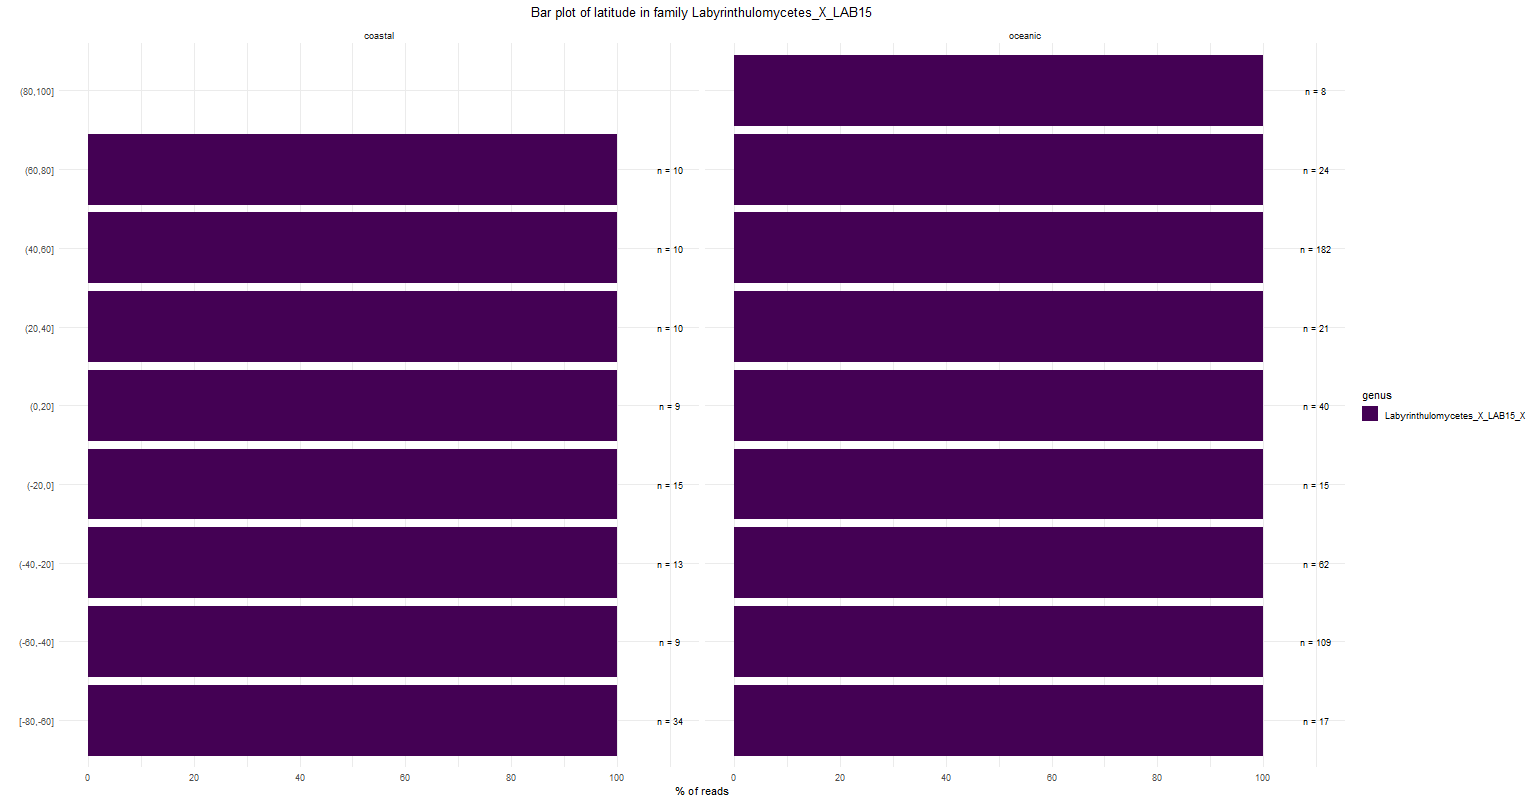 Bar plot of latitude in family Labyrinthulomycetes_X_LAB15
coastal
oceanic
(80,100]
n = 8
(60,80]
n = 10
n = 24
(40,60]
n = 10
n = 182
(20,40]
n = 10
n = 21
(0,20]
n = 9
n = 40
(-20,0]
n = 15
n = 15
(-40,-20]
n = 13
n = 62
(-60,-40]
n = 9
n = 109
[-80,-60]
n = 34
n = 17
0 20 40 60 80 100
0 20 40 60 80 100
% of reads
genus
Labyrinthulomycetes_X_LAB15_X